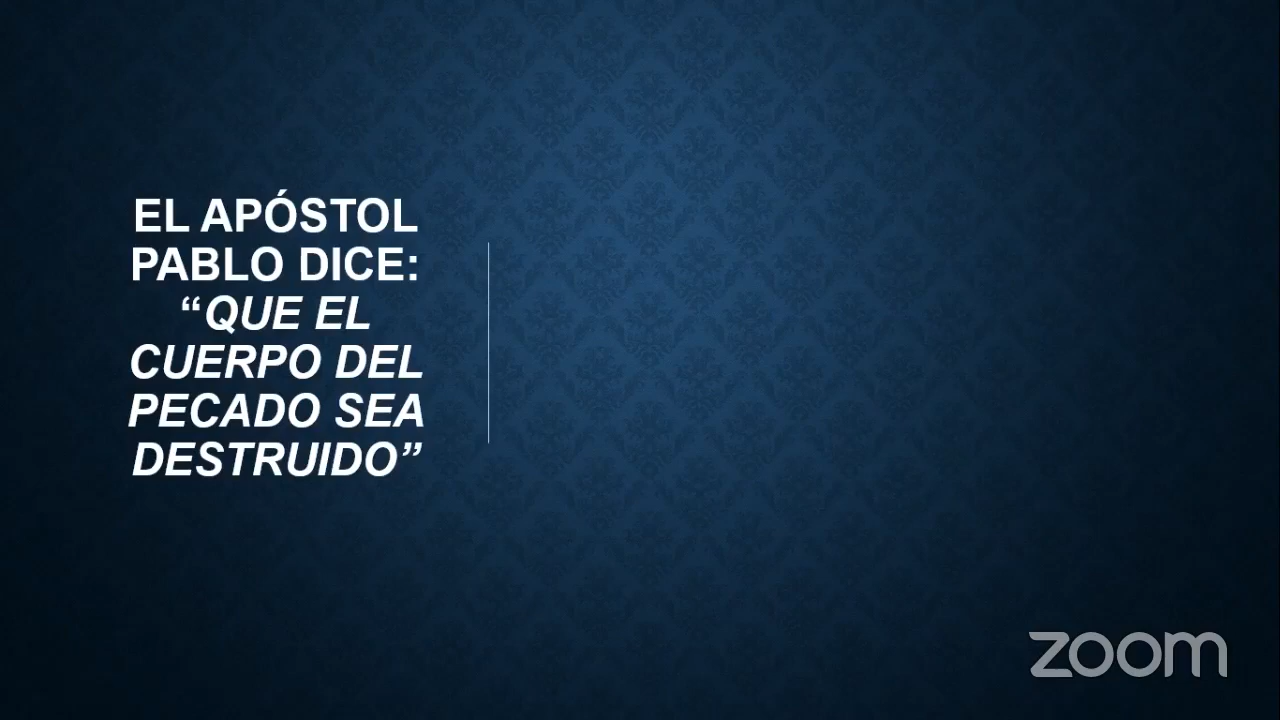 EL APÓSTOL
PABLO DICE:
“QUE EL
CUERPO DEL
PECADO SEA
DESTRUIDO”
zoom